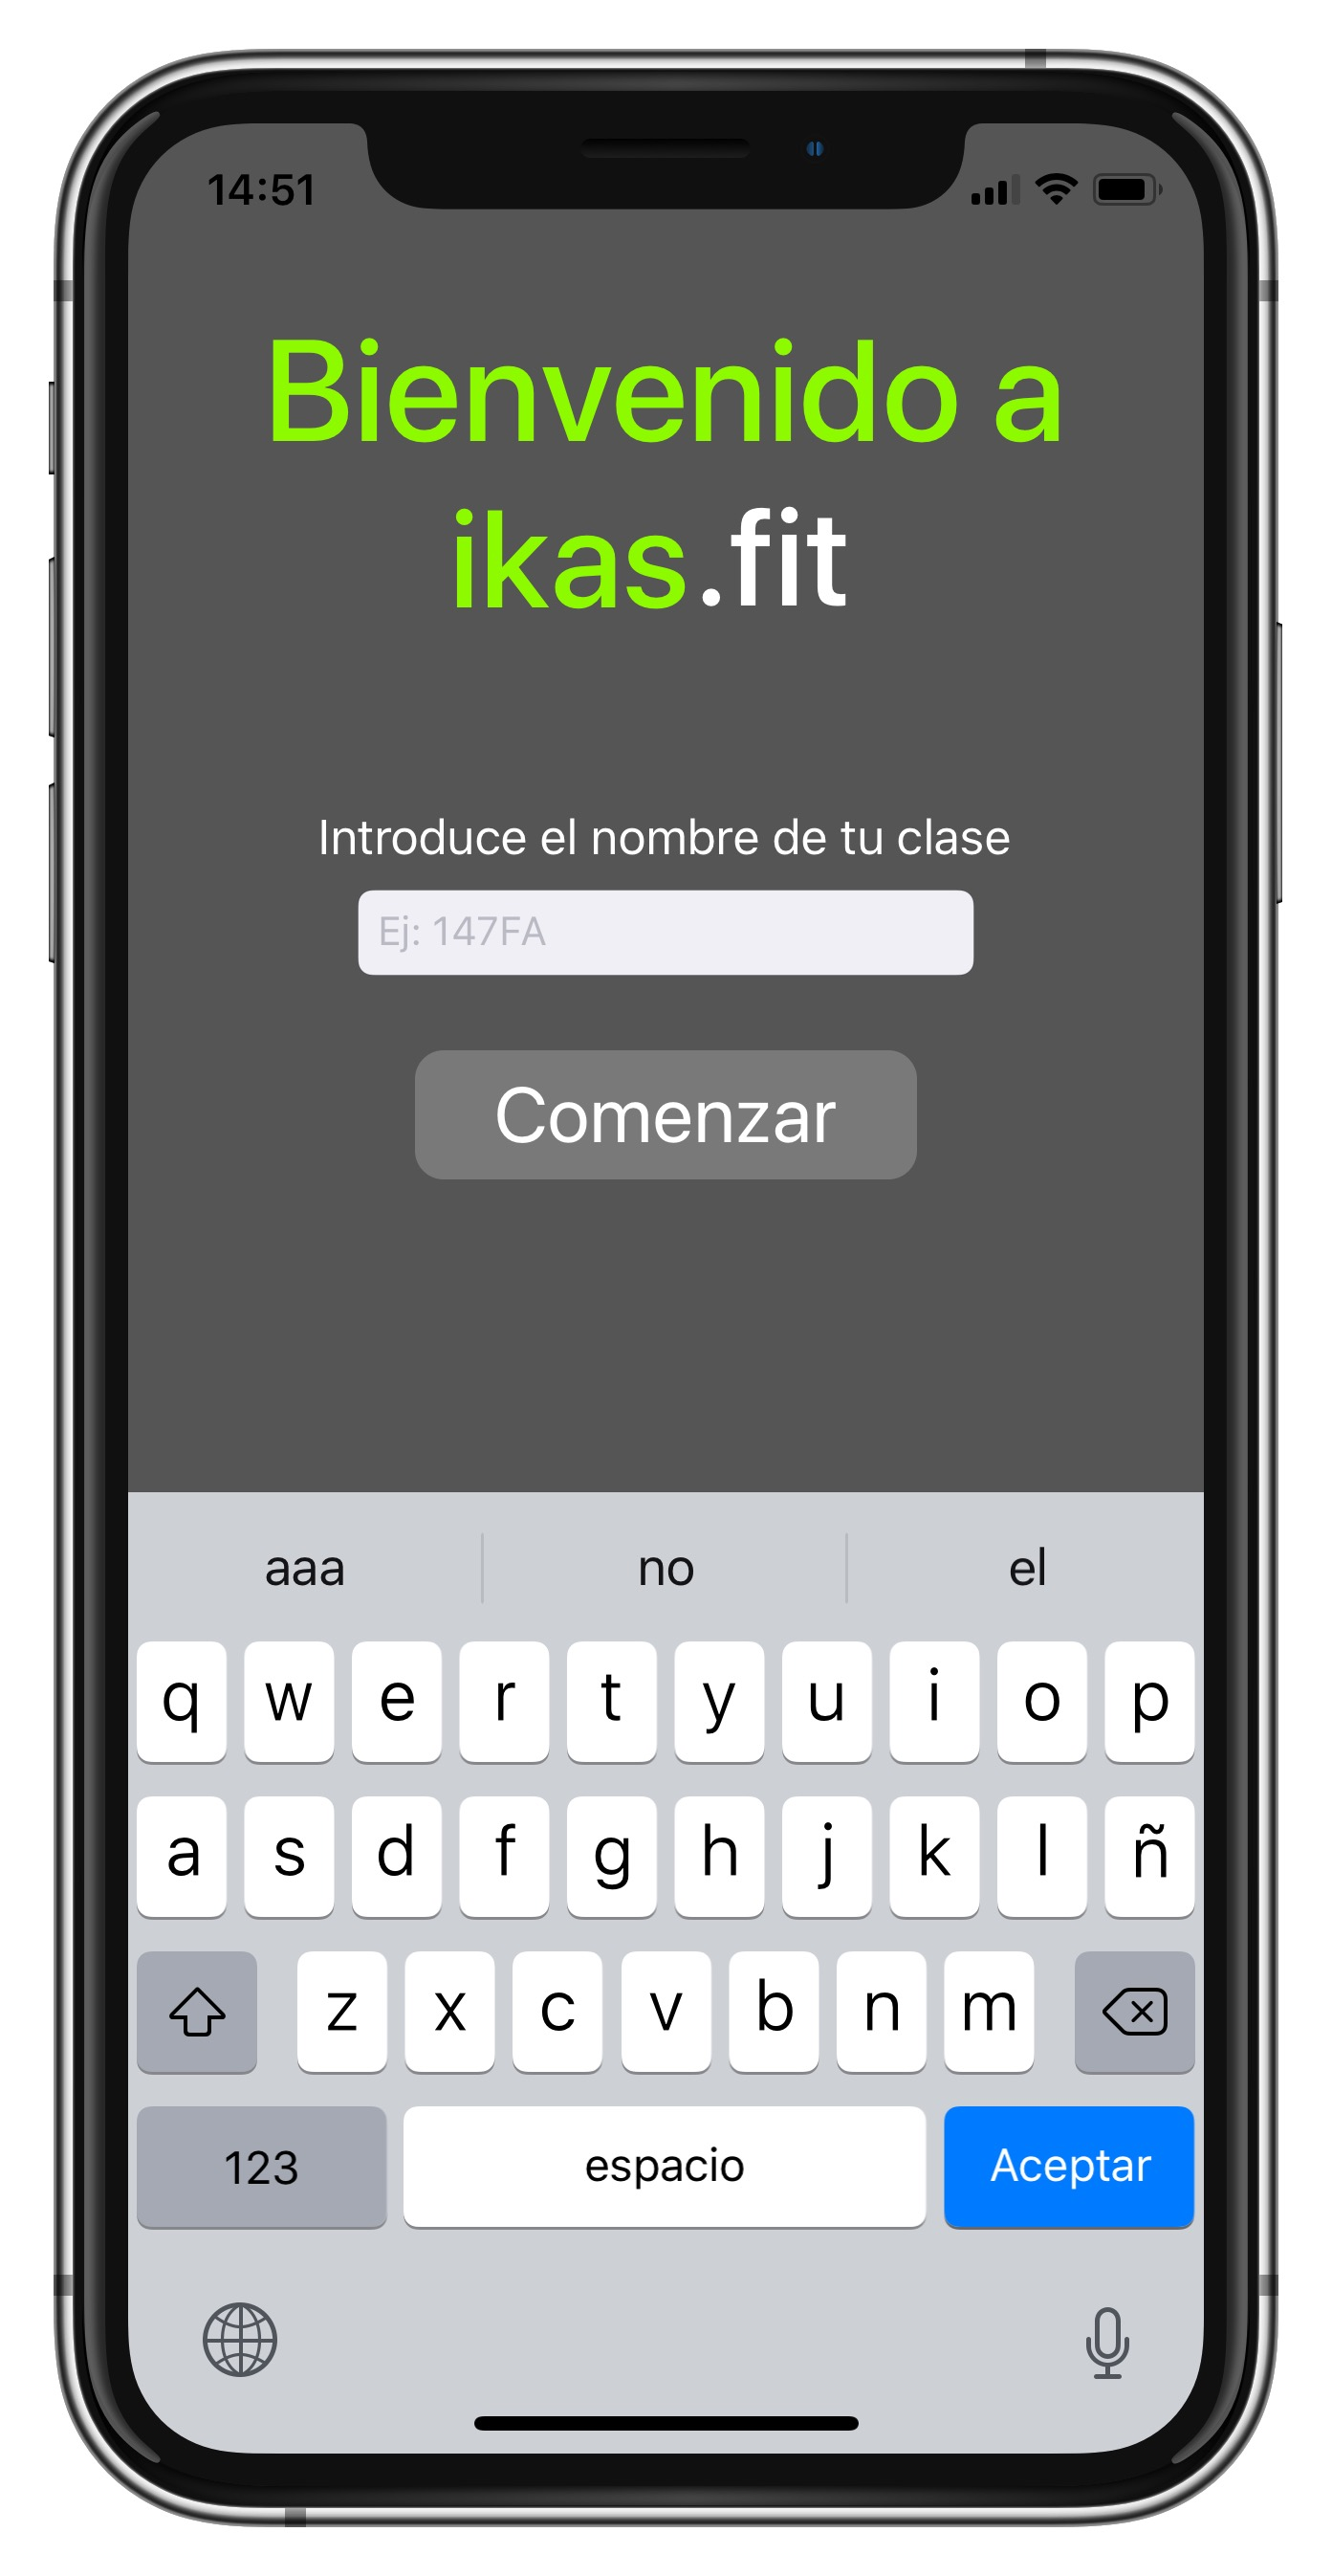 14:51
Bienvenido a
ikas.fit
Introduce el nombre de tu clase
Ej: 147FA
Comenzar
aaa no el
q w e r t y u i o p
a s d f g h j k l ñ
z x c v b n m
123 espacio Aceptar